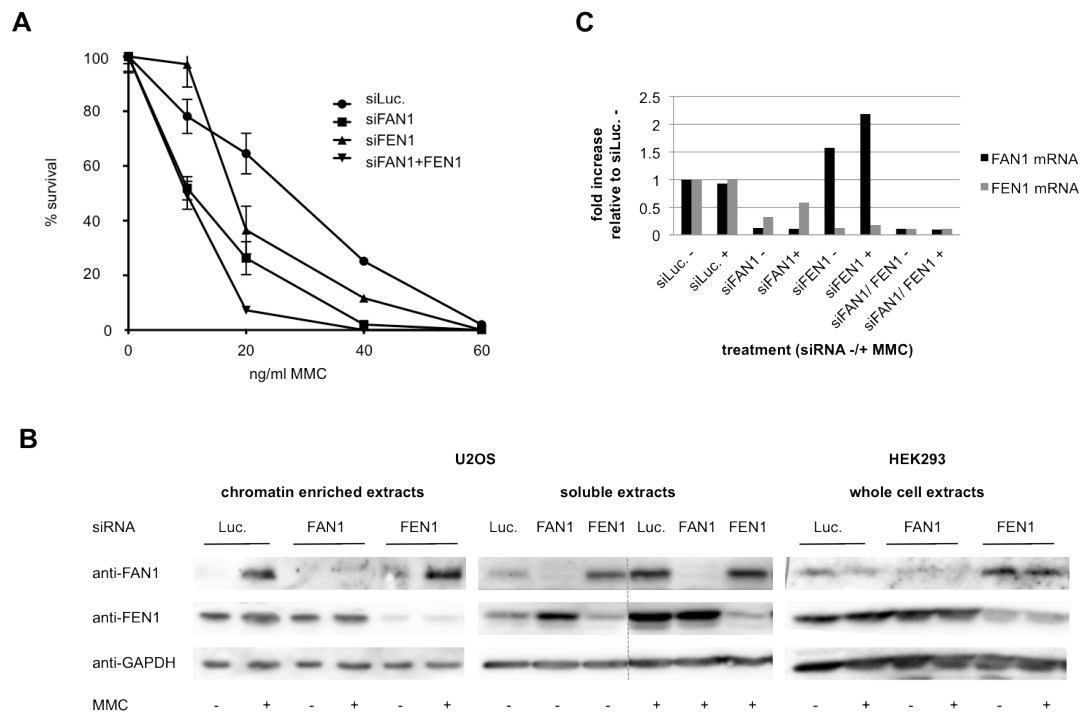 A
100
80
60
40
20
0
% survival
0 20 40 60
ng/ml MMC
siLuc.
siFAN1
siFEN1
siFAN1+FEN1
C
2.5
2
1.5
1
0.5
0
fold increase
relative to siLuc. -
FAN1 mRNA
FEN1 mRNA
siLuc. -
siLuc. +
siFAN1 -
siFAN1+
siFEN1 -
siFEN1 +
siFAN1/ FEN1 -
siFAN1/ FEN1 +
treatment (siRNA -/+ MMC)
B
U2OS HEK293
chromatin enriched extracts soluble extracts whole cell extracts
siRNA Luc. FAN1 FEN1 Luc. FAN1 FEN1 Luc. FAN1 FEN1 Luc. FAN1 FEN1
anti-FAN1
anti-FEN1
anti-GAPDH
MMC - + - + - + - - - + + + - + - + - +